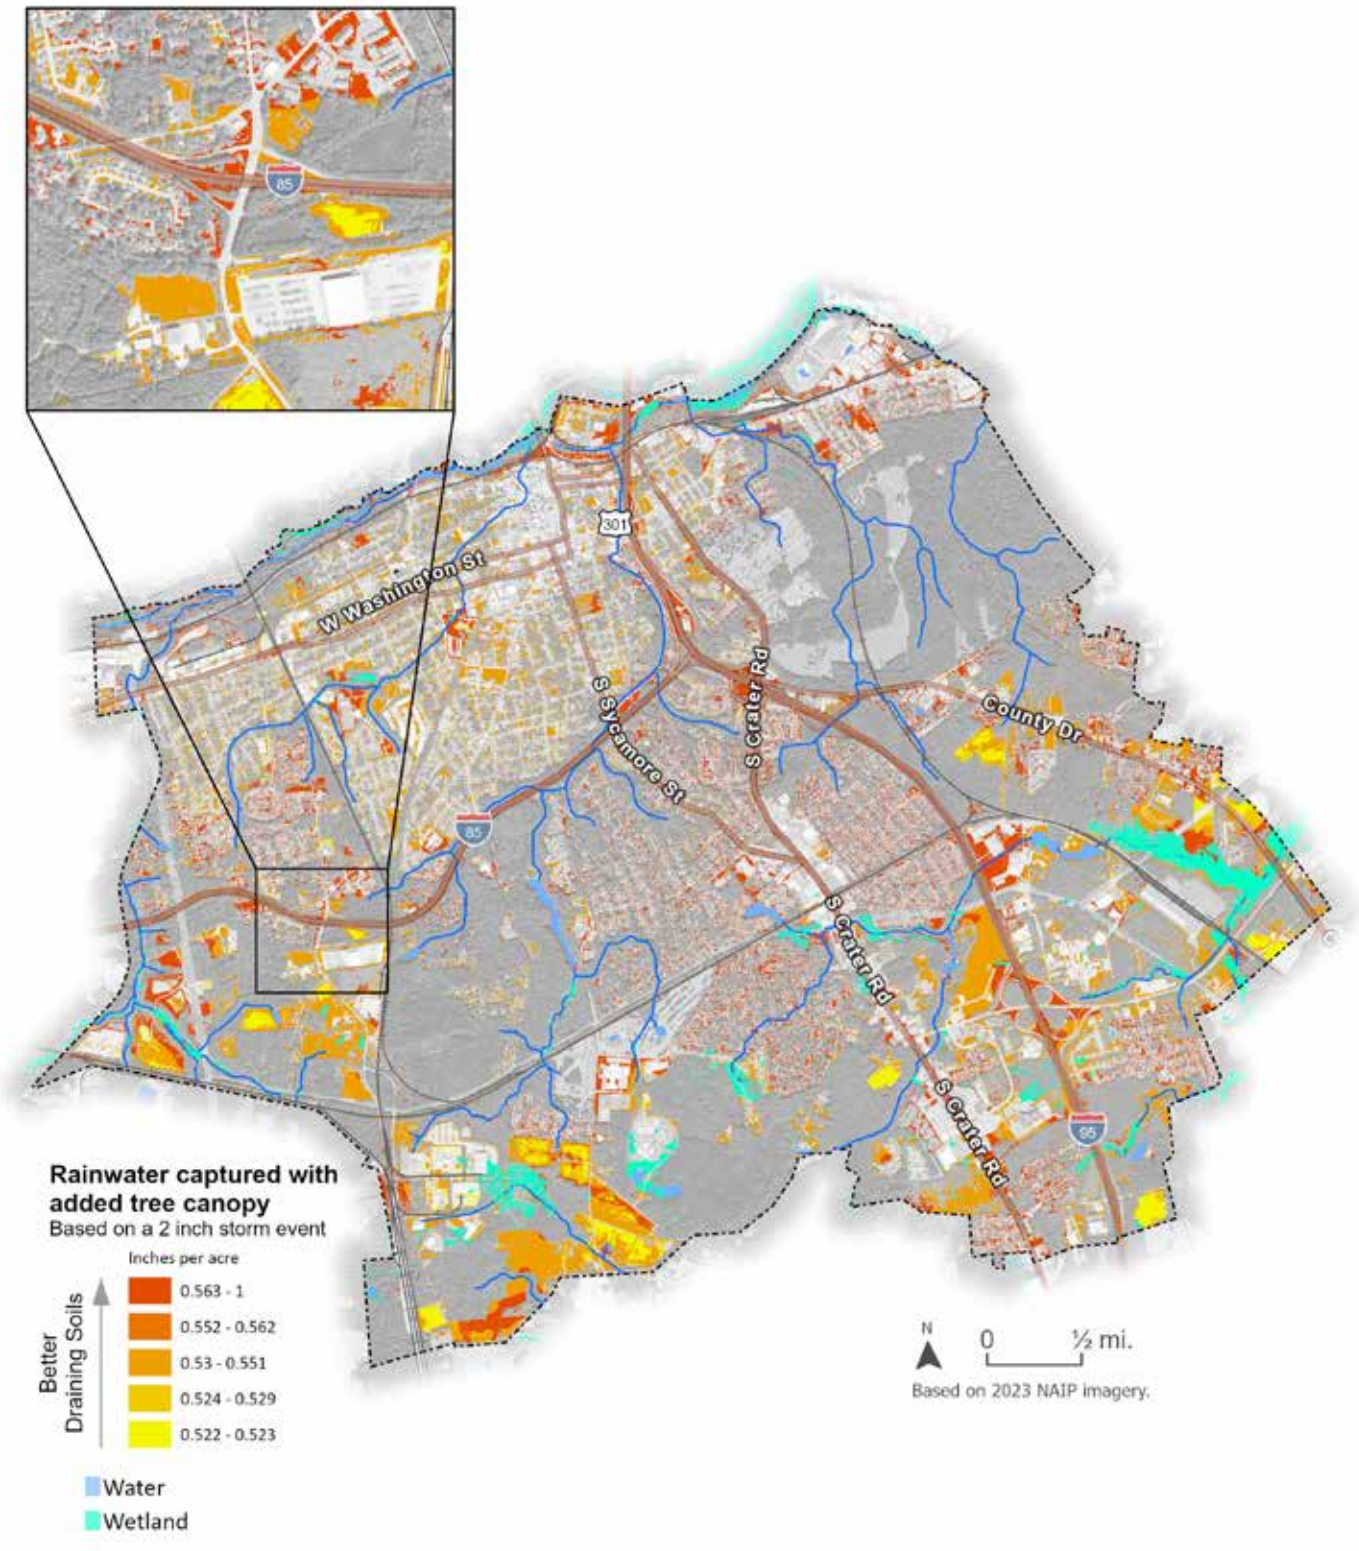 85
301
W Washington St
S Crater Rd
S Sycamore St
County Dr
85
S Crater Rd
S Crater Rd
95
Rainwater captured with
added tree canopy
Based on a 2 inch storm event
Inches per acre
Better
Draining Soils
0.563 - 1
0.552 - 0.562
0.53 - 0.551
0.524 - 0.529
0.522 - 0.523
Water
Wetland
N
0 ½ mi.
Based on 2023 NAIP imagery.